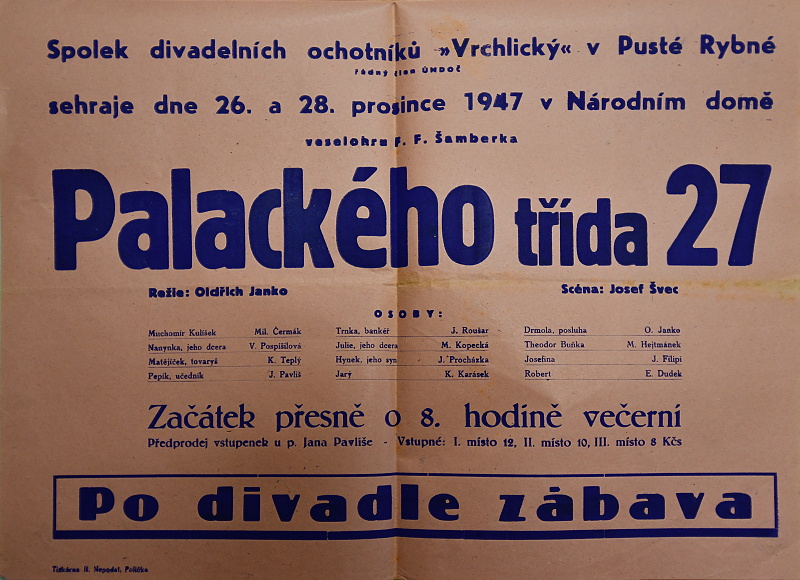 Spolek divadelních ochotníků »Vrchlický« v Pusté Rybné
řádný člen ÚMDOČ
sehraje dne 26. a 28. prosince 1947 v Národním domě
veselohru F. F. Šamberka
Palackého třída 27
Režie: Oldřich Janko Scéna: Josef Švec
OSOBY:
Muchomír Kulíšek Mil. Čermák Trnka, bankéř J. Roušar Drmola, posluha O. Janko
Nanynka, jeho dcera V. Pospíšilová Julie, jeho dcera M. Kopecká Theodor Buňka M. Hejtmánek
Matějíček, tovaryš K. Teplý Hynek, jeho syn J. Procházka Josefina J. Filipi
Pepík, učedník J. Pavliš Jarý K. Karásek Robert E. Dudek
Začátek přesně o 8. hodině večerní
Předprodej vstupenek u p. Jana Pavliše - Vstupné: I. místo 12, II. místo 10, III. místo 8 Kčs
Po divadle zábava
Tiskárna H. Nepodal, Polička